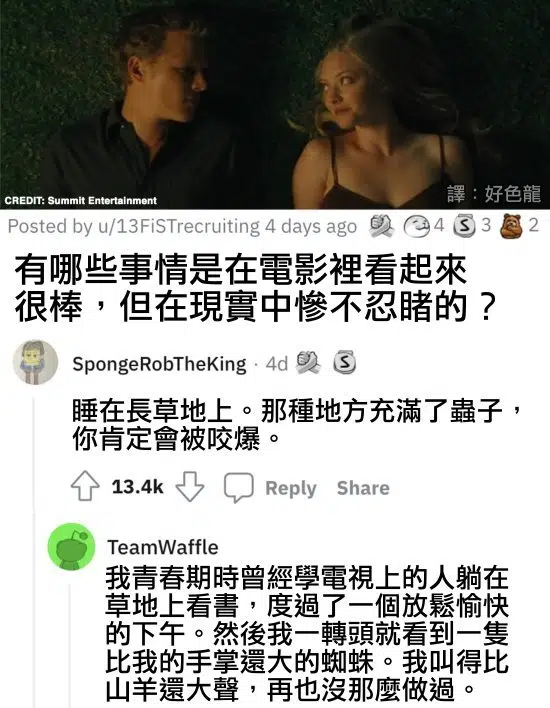 CREDIT: Summit Entertainment
譯：好色龍
Posted by u/13FiSTrecruiting 4 days ago 4 S 3 2
有哪些事情是在電影裡看起來
很棒，但在現實中慘不忍睹的？
SpongeRobTheKing · 4d S
睡在長草地上。那種地方充滿了蟲子，
你肯定會被咬爆。
13.4k Reply Share
TeamWaffle
我青春期時曾經學電視上的人躺在
草地上看書，度過了一個放鬆愉快
的下午。然後我一轉頭就看到一隻
比我的手掌還大的蜘蛛。我叫得比
山羊還大聲，再也沒那麼做過。